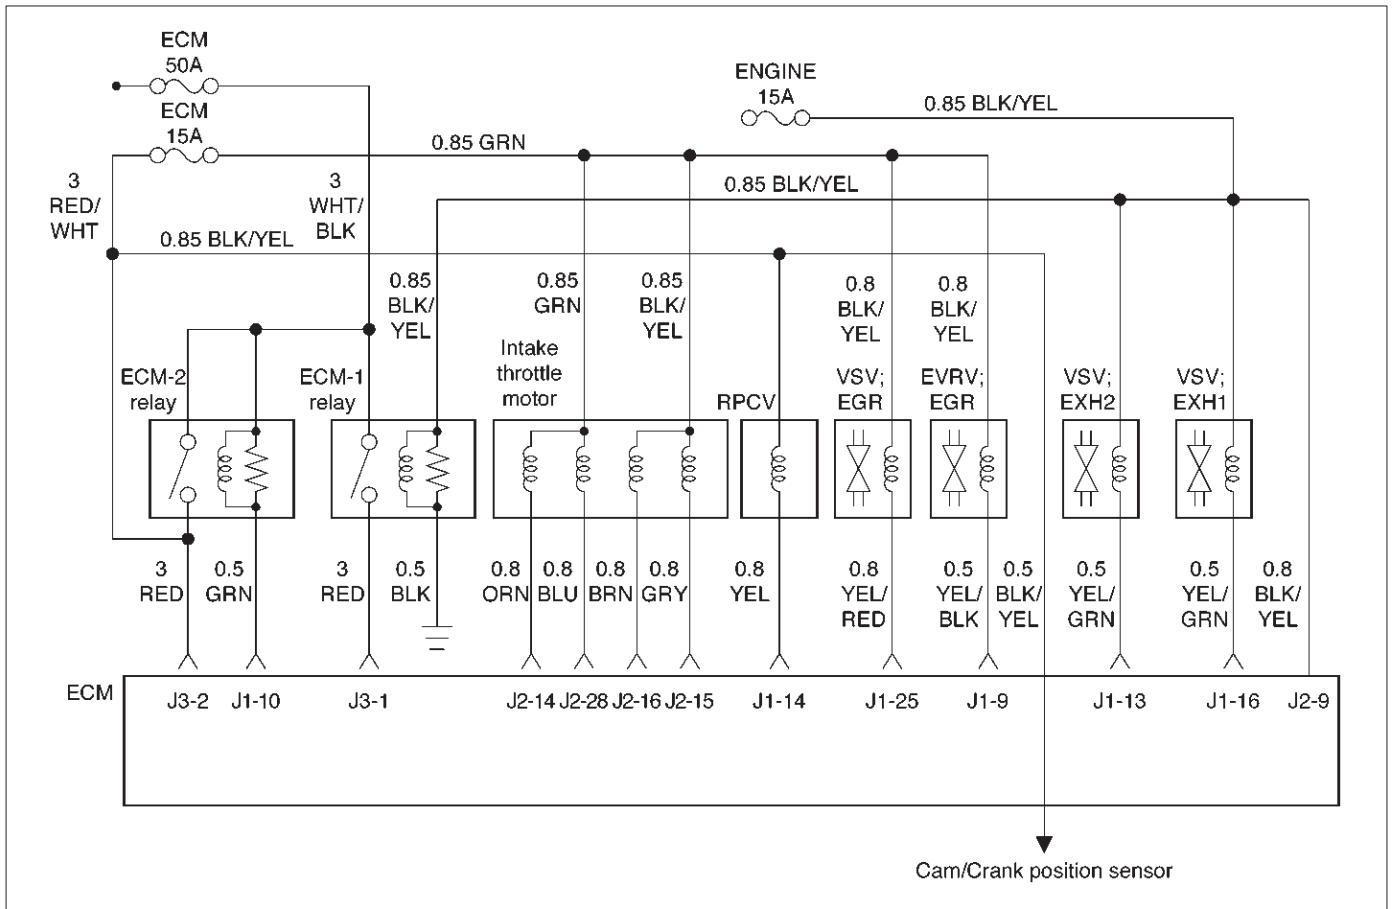 ECM
50A
ECM
15A
ENGINE
15A
0.85 BLK/YEL
0.85 GRN
0.85 BLK/YEL
3
RED/
WHT
3
WHT/
BLK
0.85 BLK/YEL
0.85
BLK/
YEL
0.85
GRN
0.85
BLK/
YEL
0.8
BLK/
YEL
0.8
BLK/
YEL
ECM-2
relay
ECM-1
relay
Intake
throttle
motor
RPCV
VSV;
EGR
EVRV;
EGR
VSV;
EXH2
VSV;
EXH1
3
RED
0.5
GRN
3
RED
0.5
BLK
0.8
ORN
0.8
BLU
0.8
BRN
0.8
GRY
0.8
YEL
0.8
YEL/
RED
0.5
YEL/
BLK
0.5
BLK/
YEL
0.5
YEL/
GRN
0.5
YEL/
GRN
0.8
BLK/
YEL
ECM
J3-2 J1-10 J3-1 J2-14 J2-28 J2-16 J2-15 J1-14 J1-25 J1-9 J1-13 J1-16 J2-9
Cam/Crank position sensor